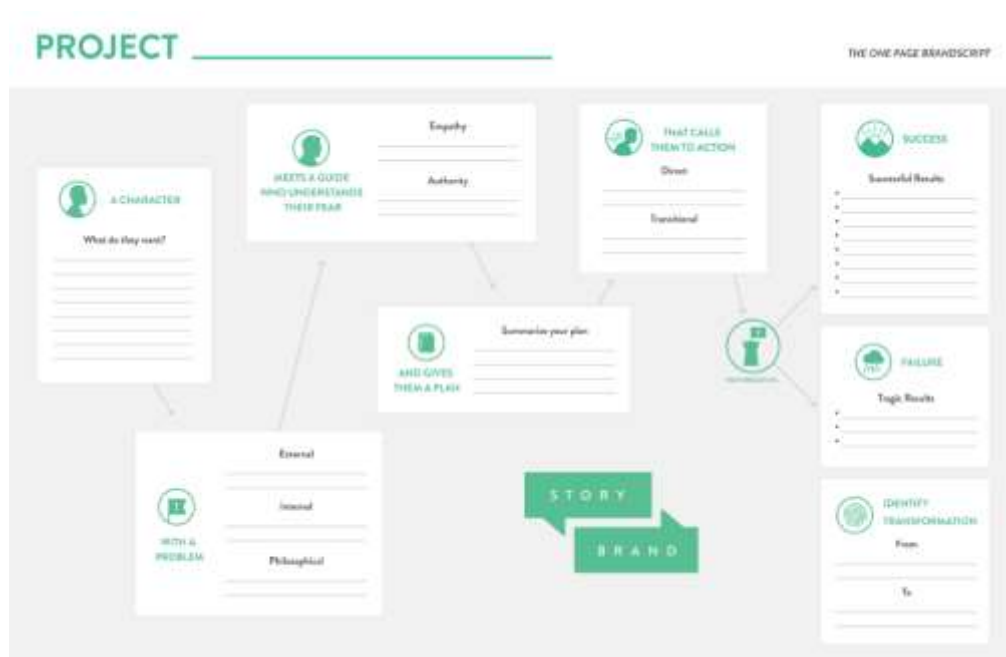 PROJECT
THE ONE PAGE BRANDSCRIPT
A CHARACTER
What do they want?
WITH A
PROBLEM
External
Internal
Philosophical
MEETS A GUIDE
WHO UNDERSTANDS
THEIR FEAR
Empathy
Authority
AND GIVES
THEM A PLAN
Summarize your plan
THAT CALLS
THEM TO ACTION
Direct
Transitional
SUCCESS
Successful Results
FAILURE
Tragic Results
IDENTIFY
TRANSFORMATION
From
To
STORY
BRAND